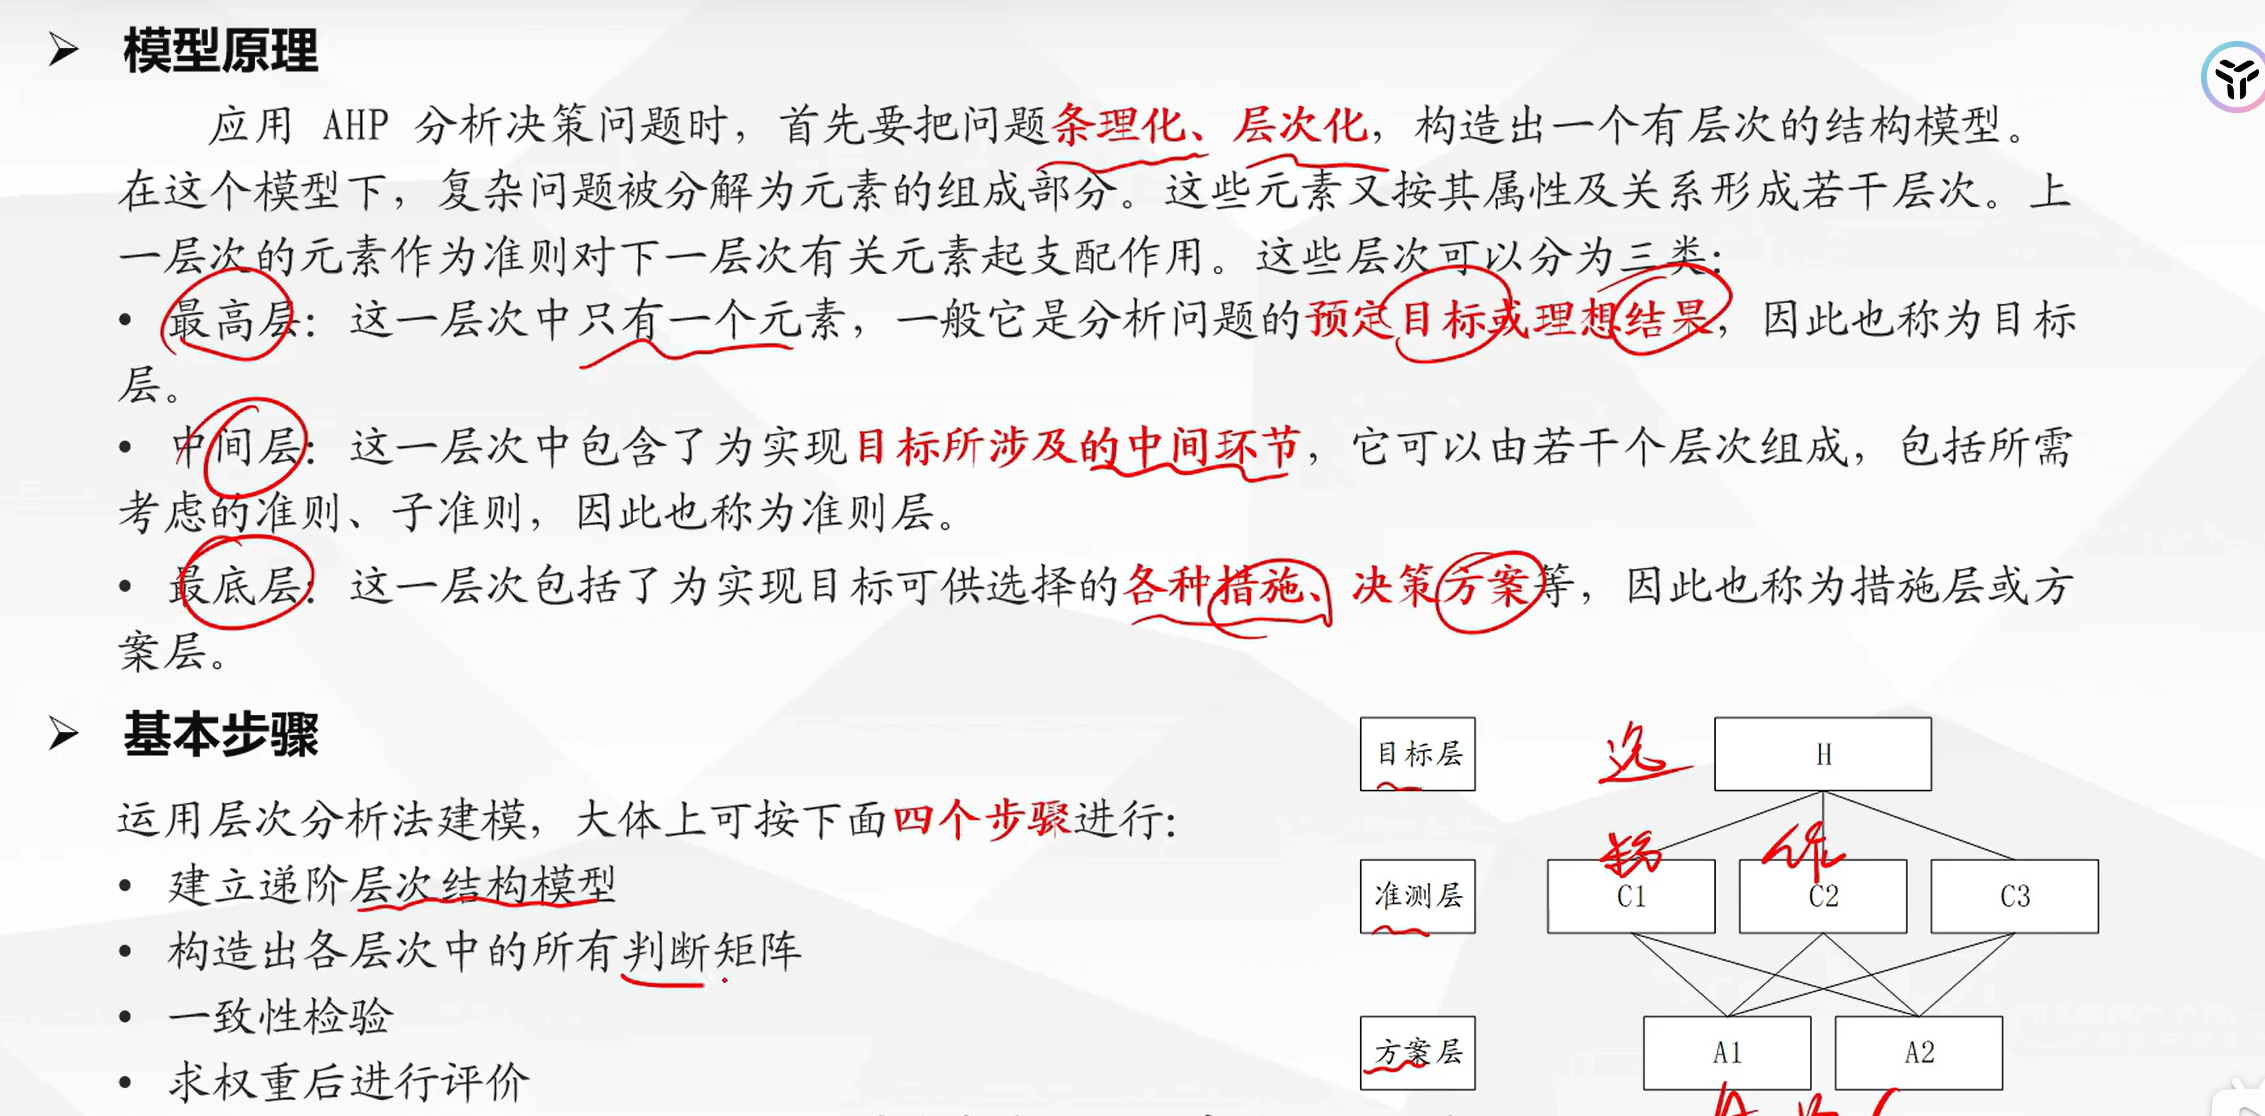 模型原理
应用 AHP 分析决策问题时，首先要把问题条理化、层次化，构造出一个有层次的结构模型。
在这个模型下，复杂问题被分解为元素的组成部分。这些元素又按其属性及关系形成若干层次。上
一层次的元素作为准则对下一层次有关元素起支配作用。这些层次可以分为三类：
• 最高层：这一层次中只有一个元素，一般它是分析问题的预定目标或理想结果，因此也称为目标
层。
• 中间层：这一层次中包含了为实现目标所涉及的中间环节，它可以由若干个层次组成，包括所需
考虑的准则、子准则，因此也称为准则层。
• 最底层：这一层次包括了为实现目标可供选择的各种措施、决策方案等，因此也称为措施层或方
案层。
基本步骤
运用层次分析法建模，大体上可按下面四个步骤进行：
• 建立递阶层次结构模型
• 构造出各层次中的所有判断矩阵
• 一致性检验
• 求权重后进行评价
目标层 选 H
准测层 C1 C2 C3
方案层 A1 A2